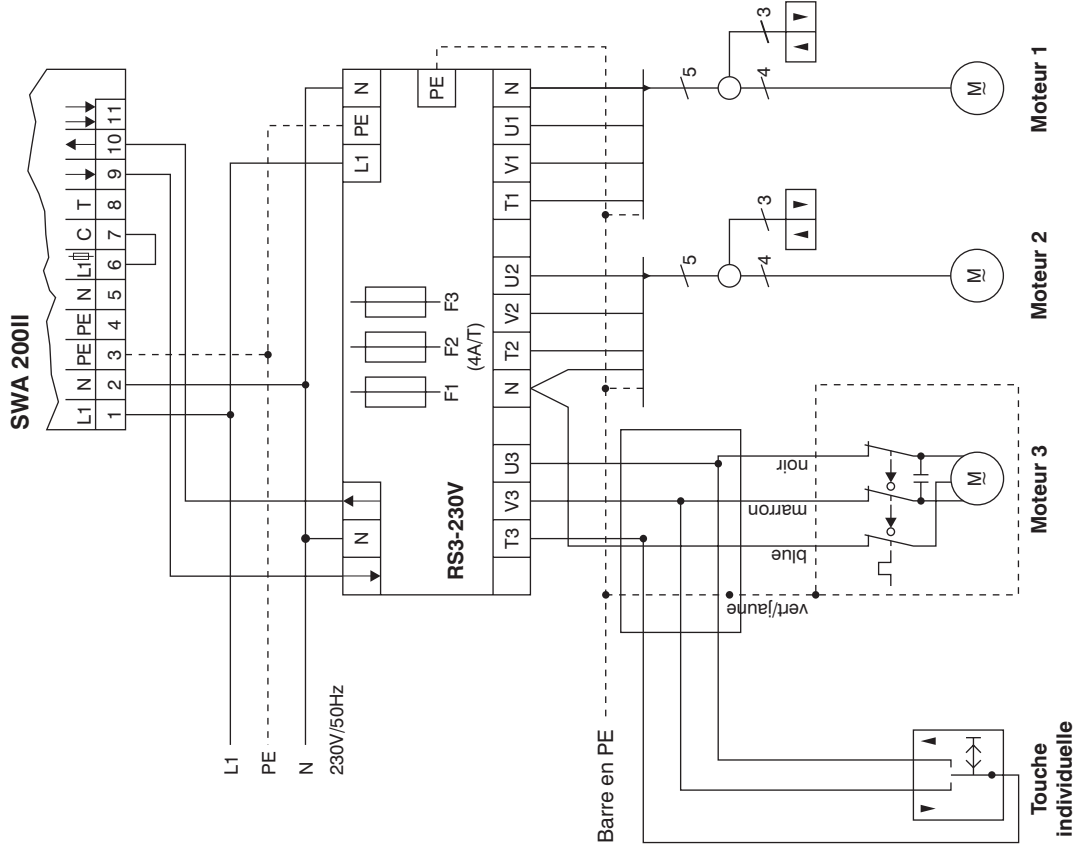 SWA 200II
L1 N PE PE N L1 C T
1 2 3 4 5 6 7 8 9 10 11
L1
PE
N
230V/50Hz
N
L1 PE N
PE
RS3-230V
F1 F2 F3
(4A/T)
T3 V3 U3 N T2 V2 U2 T1 V1 U1 N
Barre en PE
vert/jaune
blue
marron
noir
5
3
4
5
3
4
M
~
M
~
M
~
Touche
individuelle
Moteur 3
Moteur 2
Moteur 1